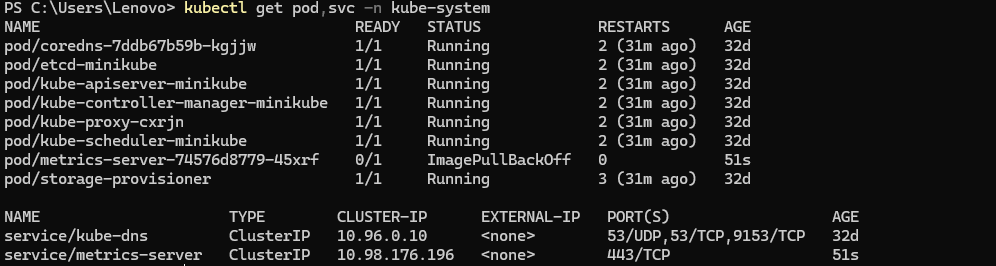 PS C:\Users\Lenovo> kubectl get pod,svc -n kube-system
NAME READY STATUS RESTARTS AGE
pod/coredns-7ddb67b59b-kgjjw 1/1 Running 2 (31m ago) 32d
pod/etcd-minikube 1/1 Running 2 (31m ago) 32d
pod/kube-apiserver-minikube 1/1 Running 2 (31m ago) 32d
pod/kube-controller-manager-minikube 1/1 Running 2 (31m ago) 32d
pod/kube-proxy-cxrjn 1/1 Running 2 (31m ago) 32d
pod/kube-scheduler-minikube 1/1 Running 2 (31m ago) 32d
pod/metrics-server-74576d8779-45xrf 0/1 ImagePullBackOff 0 51s
pod/storage-provisioner 1/1 Running 3 (31m ago) 32d
NAME TYPE CLUSTER-IP EXTERNAL-IP PORT(S) AGE
service/kube-dns ClusterIP 10.96.0.10 <none> 53/UDP,53/TCP,9153/TCP 32d
service/metrics-server ClusterIP 10.98.176.196 <none> 443/TCP 51s